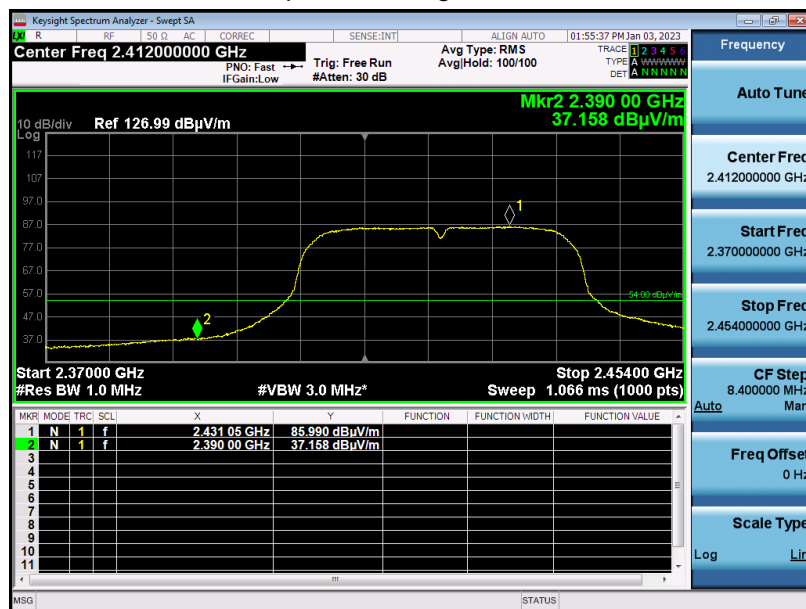 Keysight Spectrum Analyzer - Swept SA
LXI R RF 50 Ω AC CORREC SENSE:INT ALIGN AUTO 01:55:37 PM Jan 03, 2023
Center Freq 2.412000000 GHz
PNO: Fast
IFGain:Low
Trig: Free Run
#Atten: 30 dB
Avg Type: RMS
Avg|Hold: 100/100
TRACE 1 2 3 4 5 6
TYPE A WWWWW
DET A N N N N N
Mkr2 2.390 00 GHz
37.158 dBµV/m
10 dB/div Ref 126.99 dBµV/m
Log
117
107
97.0
87.0
77.0
67.0
57.0
47.0
37.0
1
2
54.00 dBµV/m
Start 2.37000 GHz Stop 2.45400 GHz
#Res BW 1.0 MHz #VBW 3.0 MHz* Sweep 1.066 ms (1000 pts)
MKR MODE TRC SCL X Y FUNCTION FUNCTION WIDTH FUNCTION VALUE
1 N 1 f 2.431 05 GHz 85.990 dBµV/m
2 N 1 f 2.390 00 GHz 37.158 dBµV/m
3
4
5
6
7
8
9
10
11
MSG STATUS
Frequency
Auto Tune
Center Freq
2.412000000 GHz
Start Freq
2.370000000 GHz
Stop Freq
2.454000000 GHz
CF Step
8.400000 MHz
Auto Man
Freq Offset
0 Hz
Scale Type
Log Lin